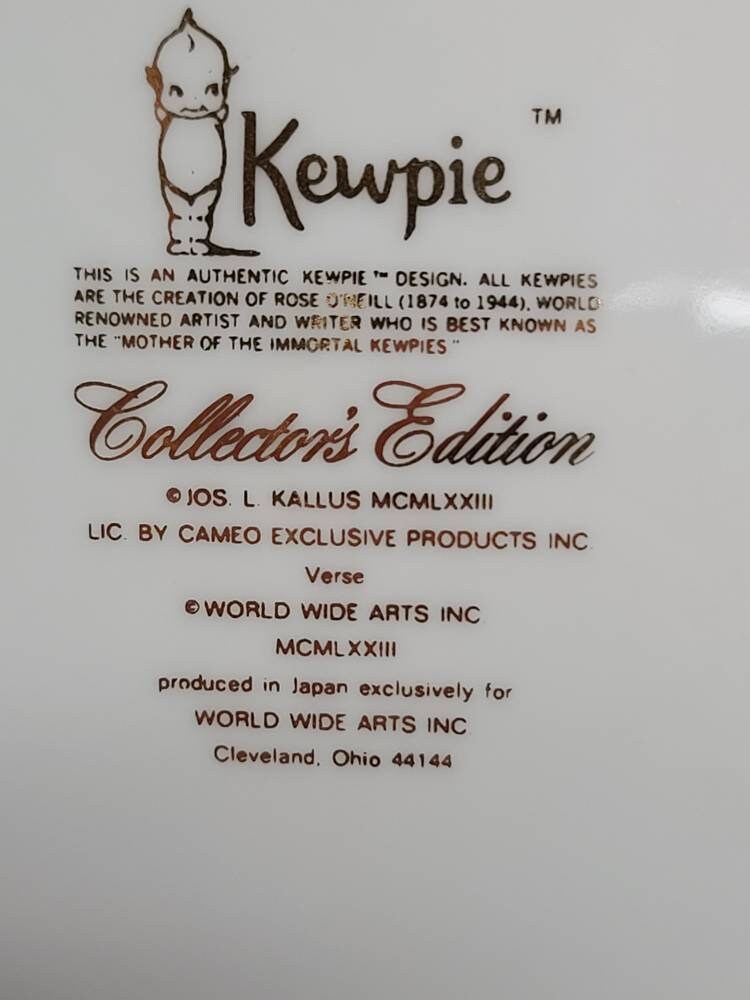 Kewpie ™
THIS IS AN AUTHENTIC KEWPIE™ DESIGN. ALL KEWPIES
ARE THE CREATION OF ROSE O'NEILL (1874 to 1944), WORLD
RENOWNED ARTIST AND WRITER WHO IS BEST KNOWN AS
THE "MOTHER OF THE IMMORTAL KEWPIES"
Collector's Edition
© JOS. L. KALLUS MCMLXXIII
LIC. BY CAMEO EXCLUSIVE PRODUCTS INC.
Verse
© WORLD WIDE ARTS INC
MCMLXXIII
produced in Japan exclusively for
WORLD WIDE ARTS INC
Cleveland, Ohio 44144